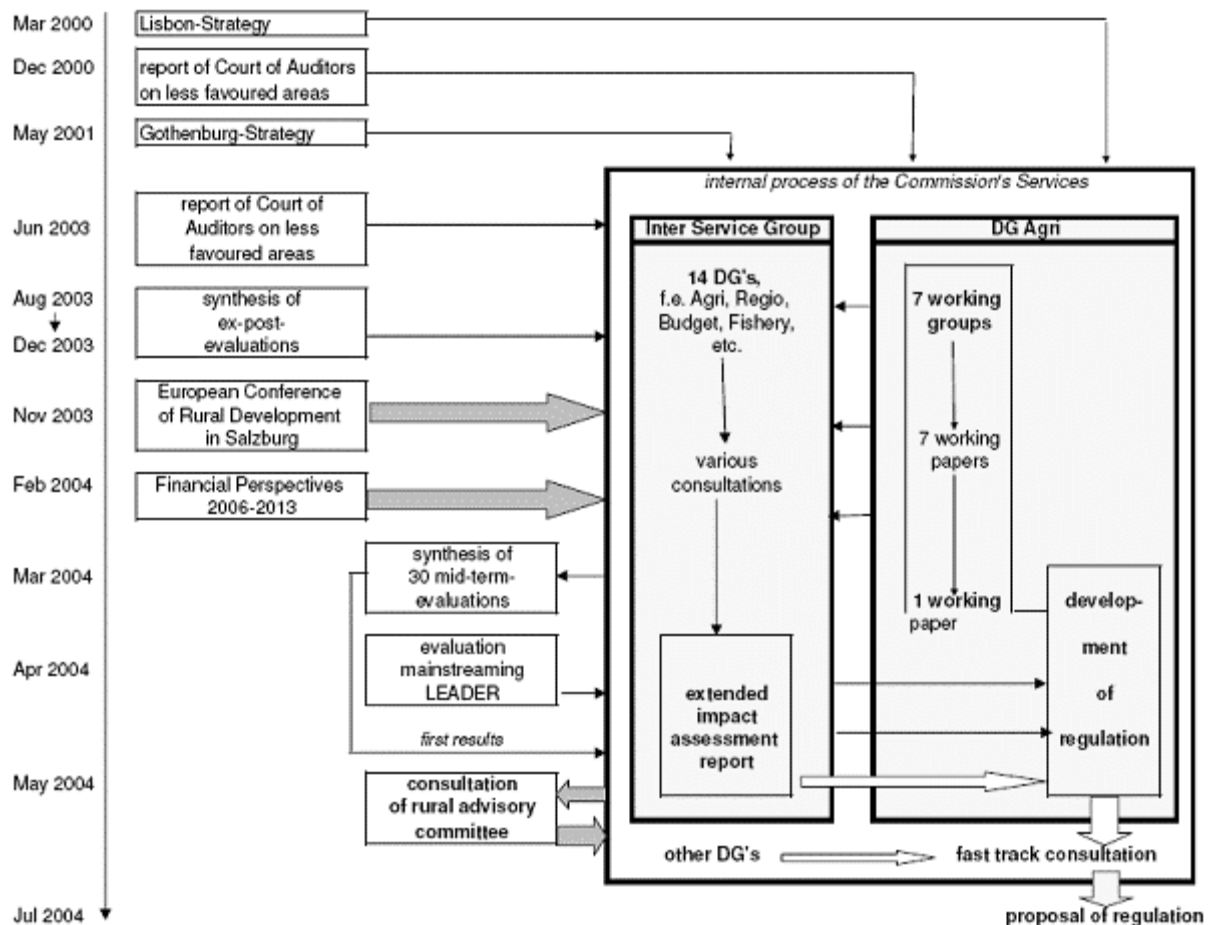 Mar 2000
Lisbon-Strategy
Dec 2000
report of Court of Auditors
on less favoured areas
May 2001
Gothenburg-Strategy
internal process of the Commission's Services
Jun 2003
report of Court of
Auditors on less
favoured areas
Inter Service Group
DG Agri
14 DG's,
f.e. Agri, Regio,
Budget, Fishery,
etc.
7 working
groups
Aug 2003
Dec 2003
synthesis of
ex-post-
evaluations
Nov 2003
European Conference
of Rural Development
in Salzburg
various
consultations
7 working
papers
Feb 2004
Financial Perspectives
2006-2013
Mar 2004
synthesis of
30 mid-term-
evaluations
1 working
paper
develop-
ment
of
regulation
Apr 2004
evaluation
mainstreaming
LEADER
extended
impact
assessment
report
first results
May 2004
consultation
of rural advisory
committee
other DG's
fast track consultation
Jul 2004
proposal of regulation